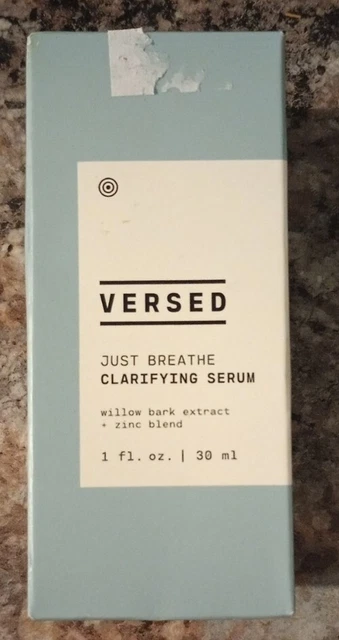 VERSED
JUST BREATHE
CLARIFYING SERUM
willow bark extract
+ zinc blend
1 fl. oz. | 30 ml